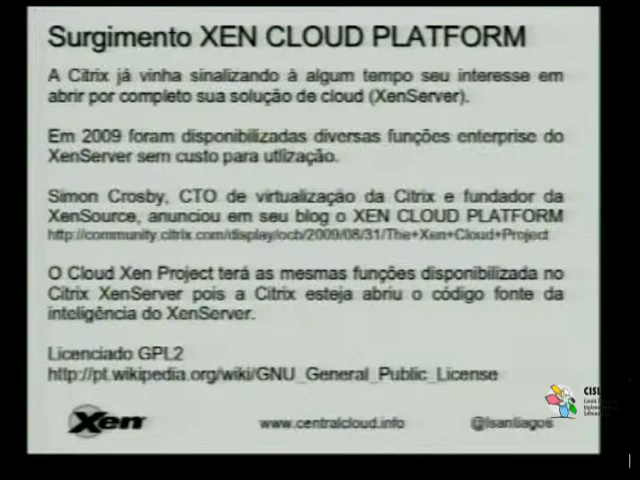 Surgimento XEN CLOUD PLATFORM
A Citrix já vinha sinalizando à algum tempo seu interesse em
abrir por completo sua solução de cloud (XenServer).
Em 2009 foram disponibilizadas diversas funções enterprise do
XenServer sem custo para utlização.
Simon Crosby, CTO de virtualização da Citrix e fundador da
XenSource, anunciou em seu blog o XEN CLOUD PLATFORM
http://community.citrix.com/display/ocb/2009/08/31/The+Xen+Cloud+Project
O Cloud Xen Project terá as mesmas funções disponibilizada no
Citrix XenServer pois a Citrix esteja abriu o código fonte da
inteligência do XenServer.
Licenciado GPL2
http://pt.wikipedia.org/wiki/GNU_General_Public_License
Xen
www.centralcloud.info
@lsantiagos
CISL